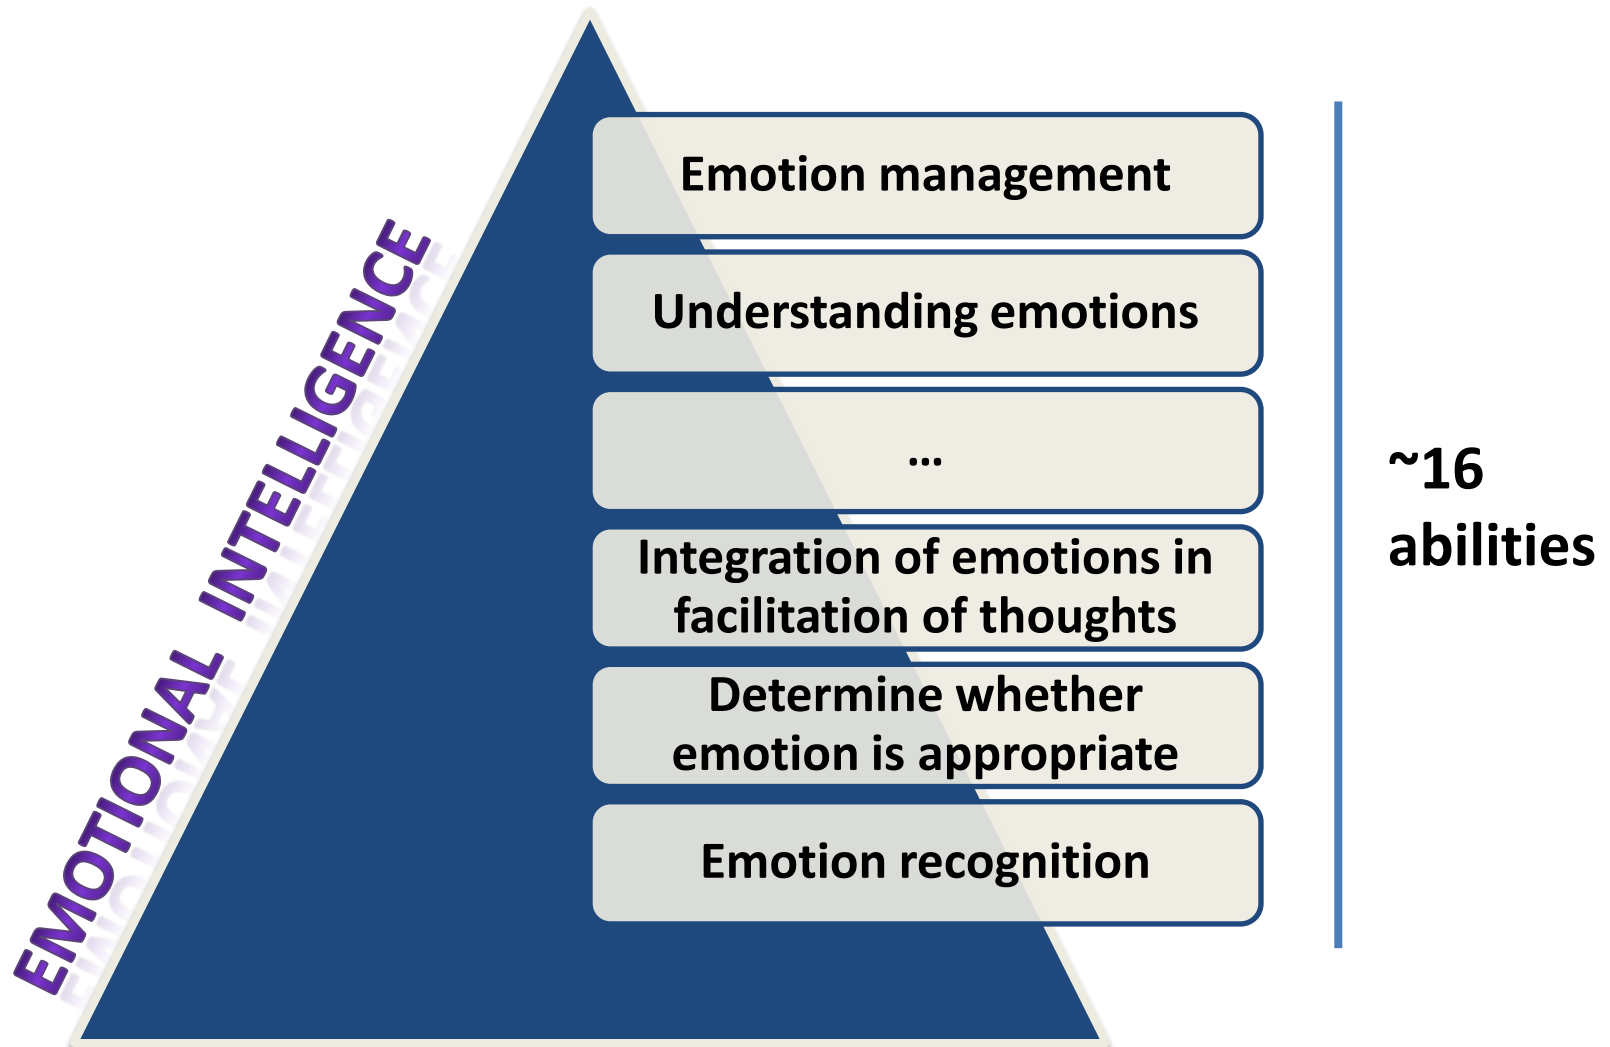 EMOTIONAL INTELLIGENCE
Emotion management
Understanding emotions
...
Integration of emotions in
facilitation of thoughts
Determine whether
emotion is appropriate
Emotion recognition
~16
abilities